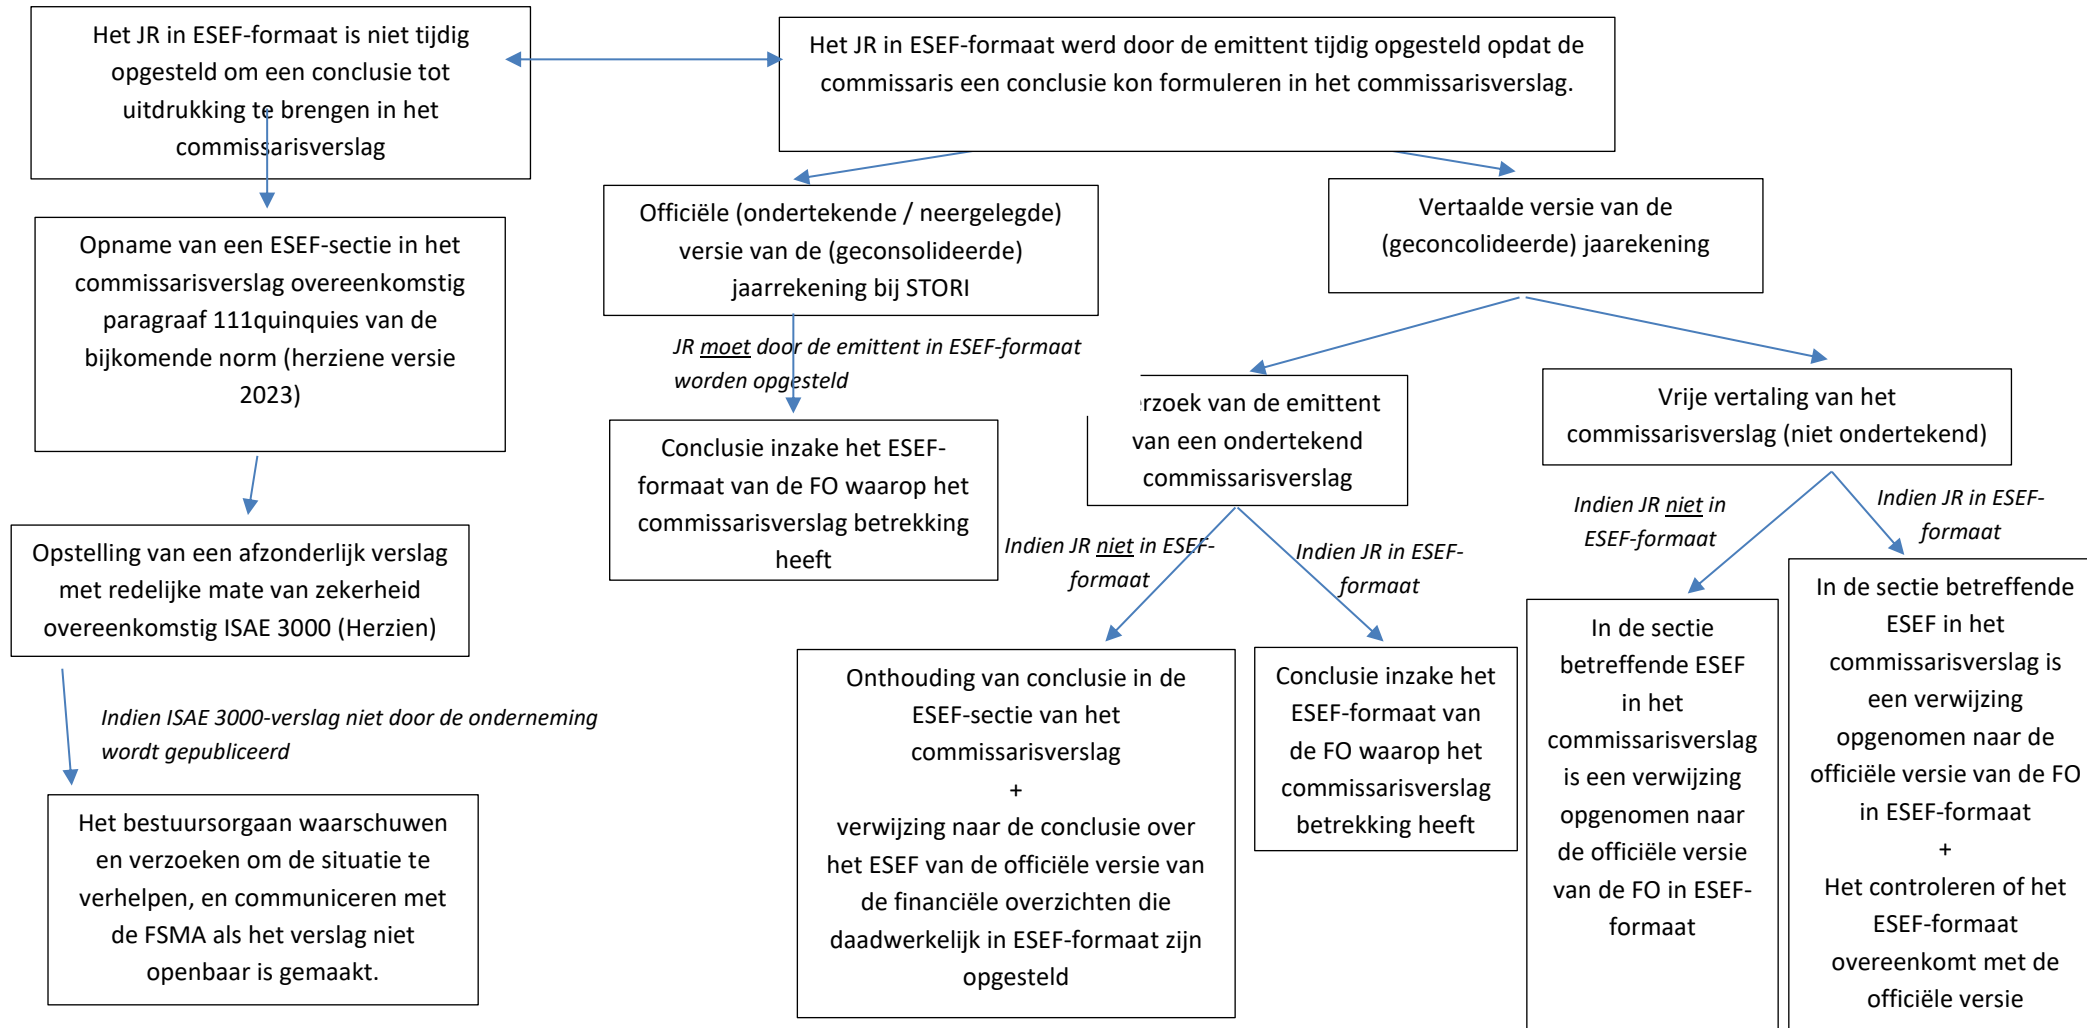 Het JR in ESEF-formaat is niet tijdig
opgesteld om een conclusie tot
uitdrukking te brengen in het
commissarisverslag
Het JR in ESEF-formaat werd door de emittent tijdig opgesteld opdat de
commissaris een conclusie kon formuleren in het commissarisverslag.
Opname van een ESEF-sectie in het
commissarisverslag overeenkomstig
paragraaf 111quinquies van de
bijkomende norm (herziene versie
2023)
Officiële (ondertekende / neergelegde)
versie van de (geconsolideerde)
jaarrekening bij STORI
Vertaalde versie van de
(geconcolideerde) jaarekening
JR moet door de emittent in ESEF-formaat
worden opgesteld
Conclusie inzake het ESEF-
formaat van de FO waarop het
commissarisverslag betrekking
heeft
erzoek van de emittent
van een ondertekend
commissarisverslag
Vrije vertaling van het
commissarisverslag (niet ondertekend)
Opstelling van een afzonderlijk verslag
met redelijke mate van zekerheid
overeenkomstig ISAE 3000 (Herzien)
Indien JR niet in ESEF-
formaat
Indien JR in ESEF-
formaat
Indien JR niet in
ESEF-formaat
Indien JR in ESEF-
formaat
Indien ISAE 3000-verslag niet door de onderneming
wordt gepubliceerd
Het bestuursorgaan waarschuwen
en verzoeken om de situatie te
verhelpen, en communiceren met
de FSMA als het verslag niet
openbaar is gemaakt.
Onthouding van conclusie in de
ESEF-sectie van het
commissarisverslag
+
verwijzing naar de conclusie over
het ESEF van de officiële versie van
de financiële overzichten die
daadwerkelijk in ESEF-formaat zijn
opgesteld
Conclusie inzake het
ESEF-formaat van
de FO waarop het
commissarisverslag
betrekking heeft
In de sectie
betreffende ESEF
in het
commissarisverslag
is een verwijzing
opgenomen naar
de officiële versie
van de FO in ESEF-
formaat
In de sectie betreffende
ESEF in het
commissarisverslag is
een verwijzing
opgenomen naar de
officiële versie van de FO
in ESEF-formaat
+
Het controleren of het
ESEF-formaat
overeenkomt met de
officiële versie